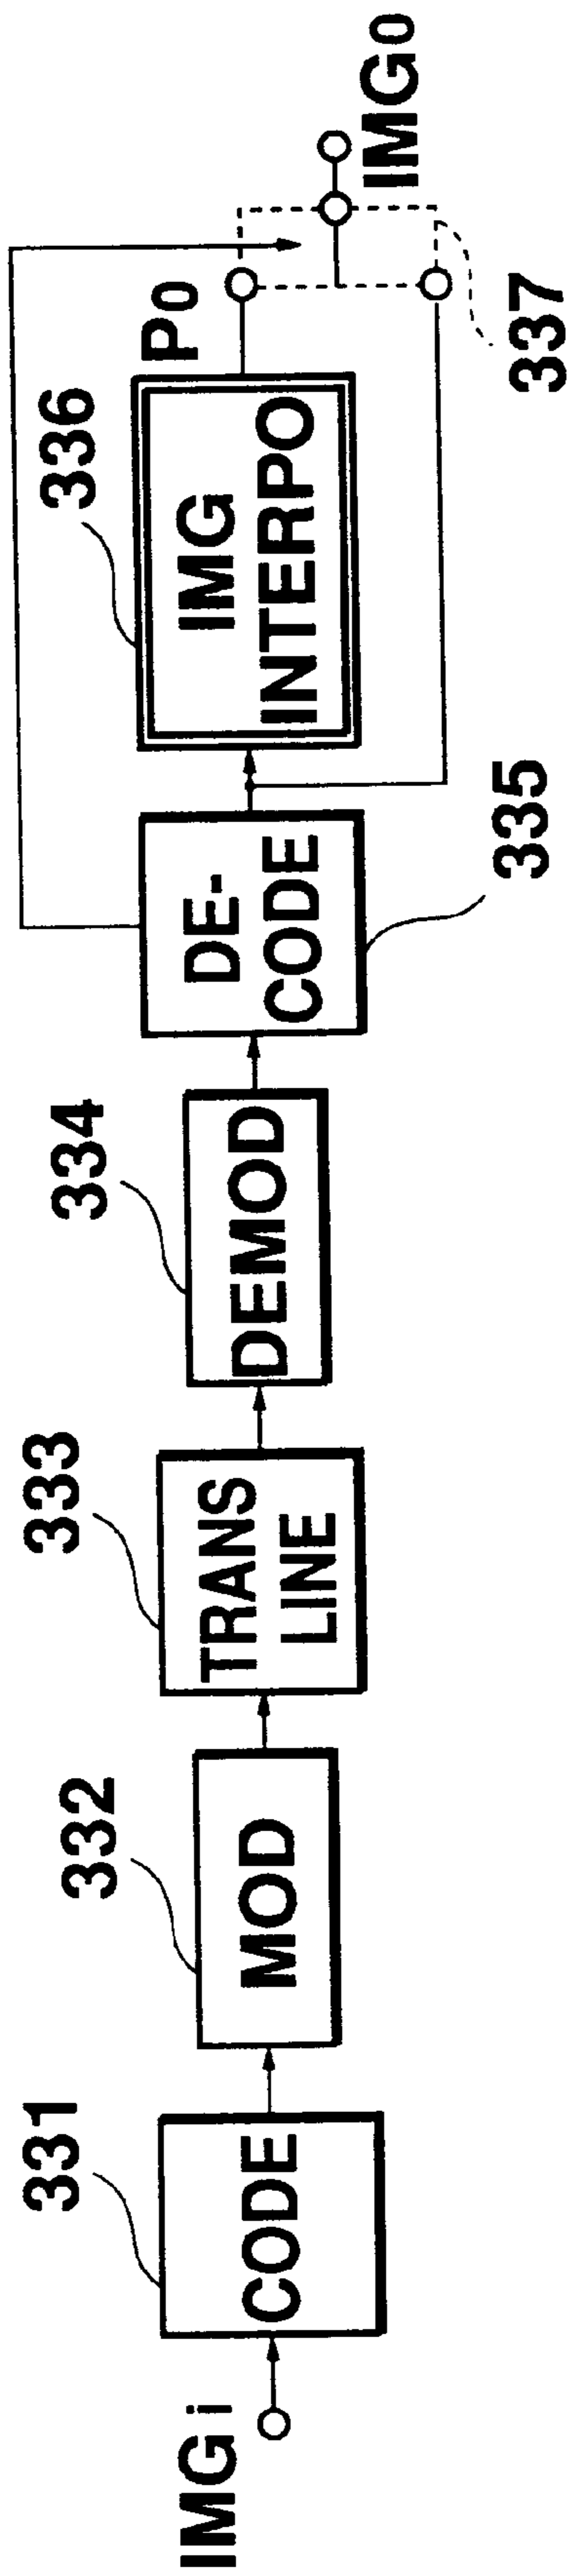 IMGi
331
CODE
332
MOD
333
TRANS
LINE
334
DEMOD
335
DE-
CODE
336
IMG
INTERPO
P0
337
IMG0